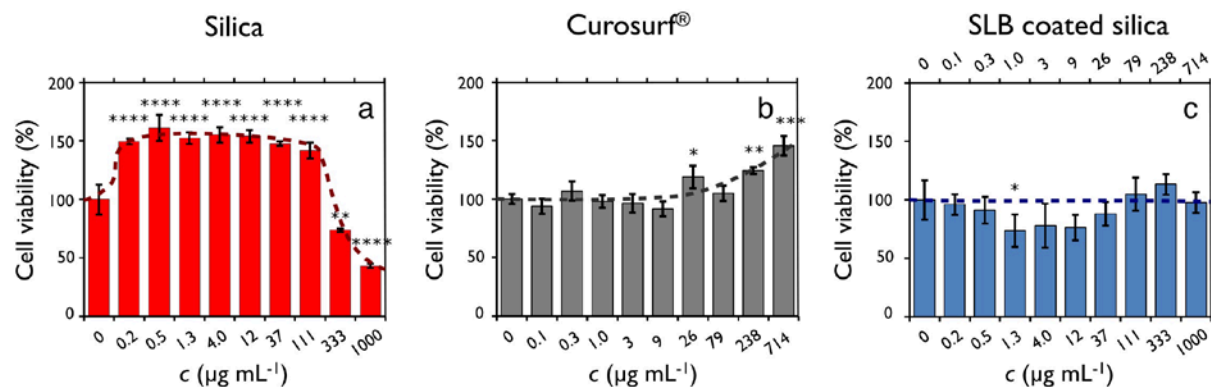 Silica
Curosurf®
SLB coated silica
0 0.1 0.3 1.0 3 9 26 79 238 714
200
150
100
50
0
Cell viability (%)
a
**** **** **** **** **** **** **** ** ****
0 0.2 0.5 1.3 4.0 12 37 111 333 1000
c (µg mL-1)
200
150
100
50
0
Cell viability (%)
b
* ** ***
0 0.1 0.3 1.0 3 9 26 79 238 714
c (µg mL-1)
200
150
100
50
0
Cell viability (%)
c
*
0 0.2 0.5 1.3 4.0 12 37 111 333 1000
c (µg mL-1)